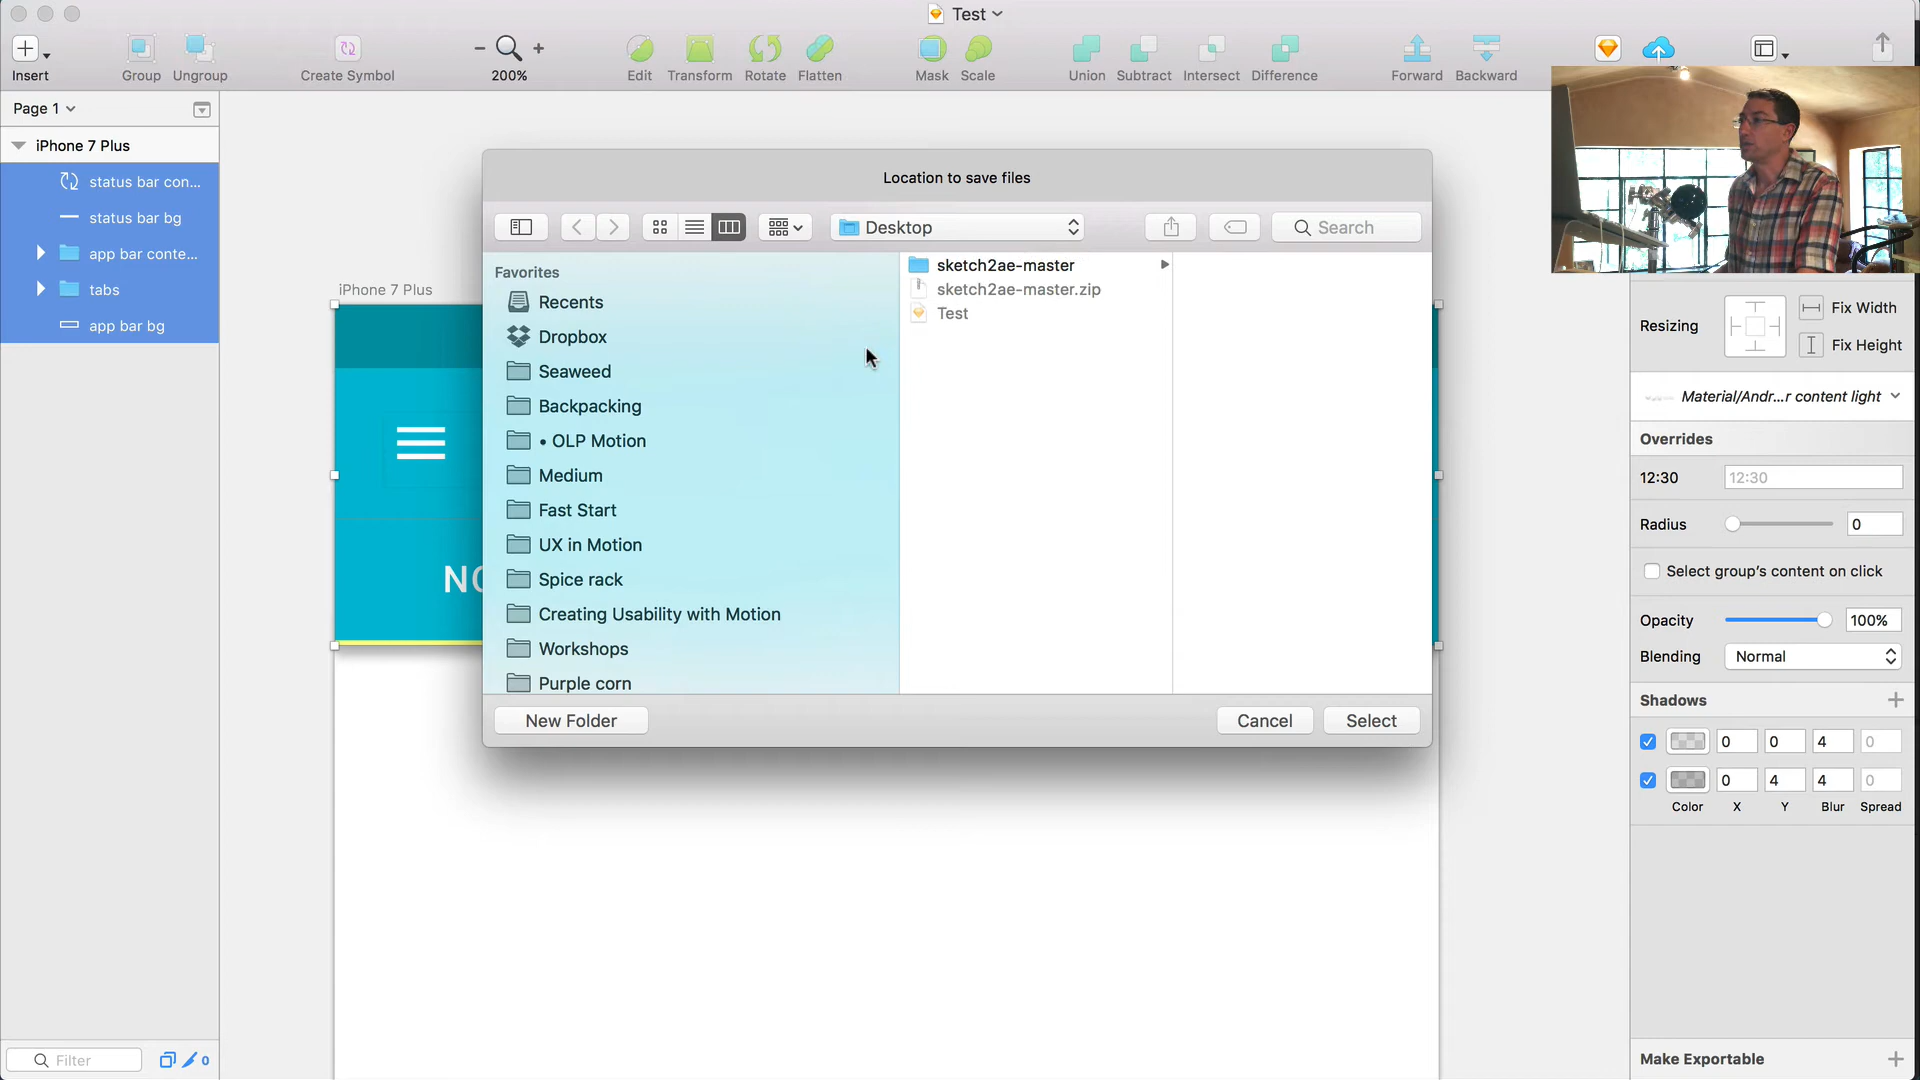 Test
Insert
Group
Ungroup
Create Symbol
200%
Edit
Transform
Rotate
Flatten
Mask
Scale
Union
Subtract
Intersect
Difference
Forward
Backward
Page 1
iPhone 7 Plus
status bar con...
status bar bg
app bar conte...
tabs
app bar bg
iPhone 7 Plus
NO
Location to save files
Desktop
Search
Favorites
Recents
Dropbox
Seaweed
Backpacking
• OLP Motion
Medium
Fast Start
UX in Motion
Spice rack
Creating Usability with Motion
Workshops
Purple corn
sketch2ae-master
sketch2ae-master.zip
Test
New Folder
Cancel
Select
Resizing
Fix Width
Fix Height
Material/Andr...r content light
Overrides
12:30
12:30
Radius
0
Select group's content on click
Opacity
100%
Blending
Normal
Shadows
0 0 4 0
0 4 4 0
Color X Y Blur Spread
Make Exportable
Filter
0